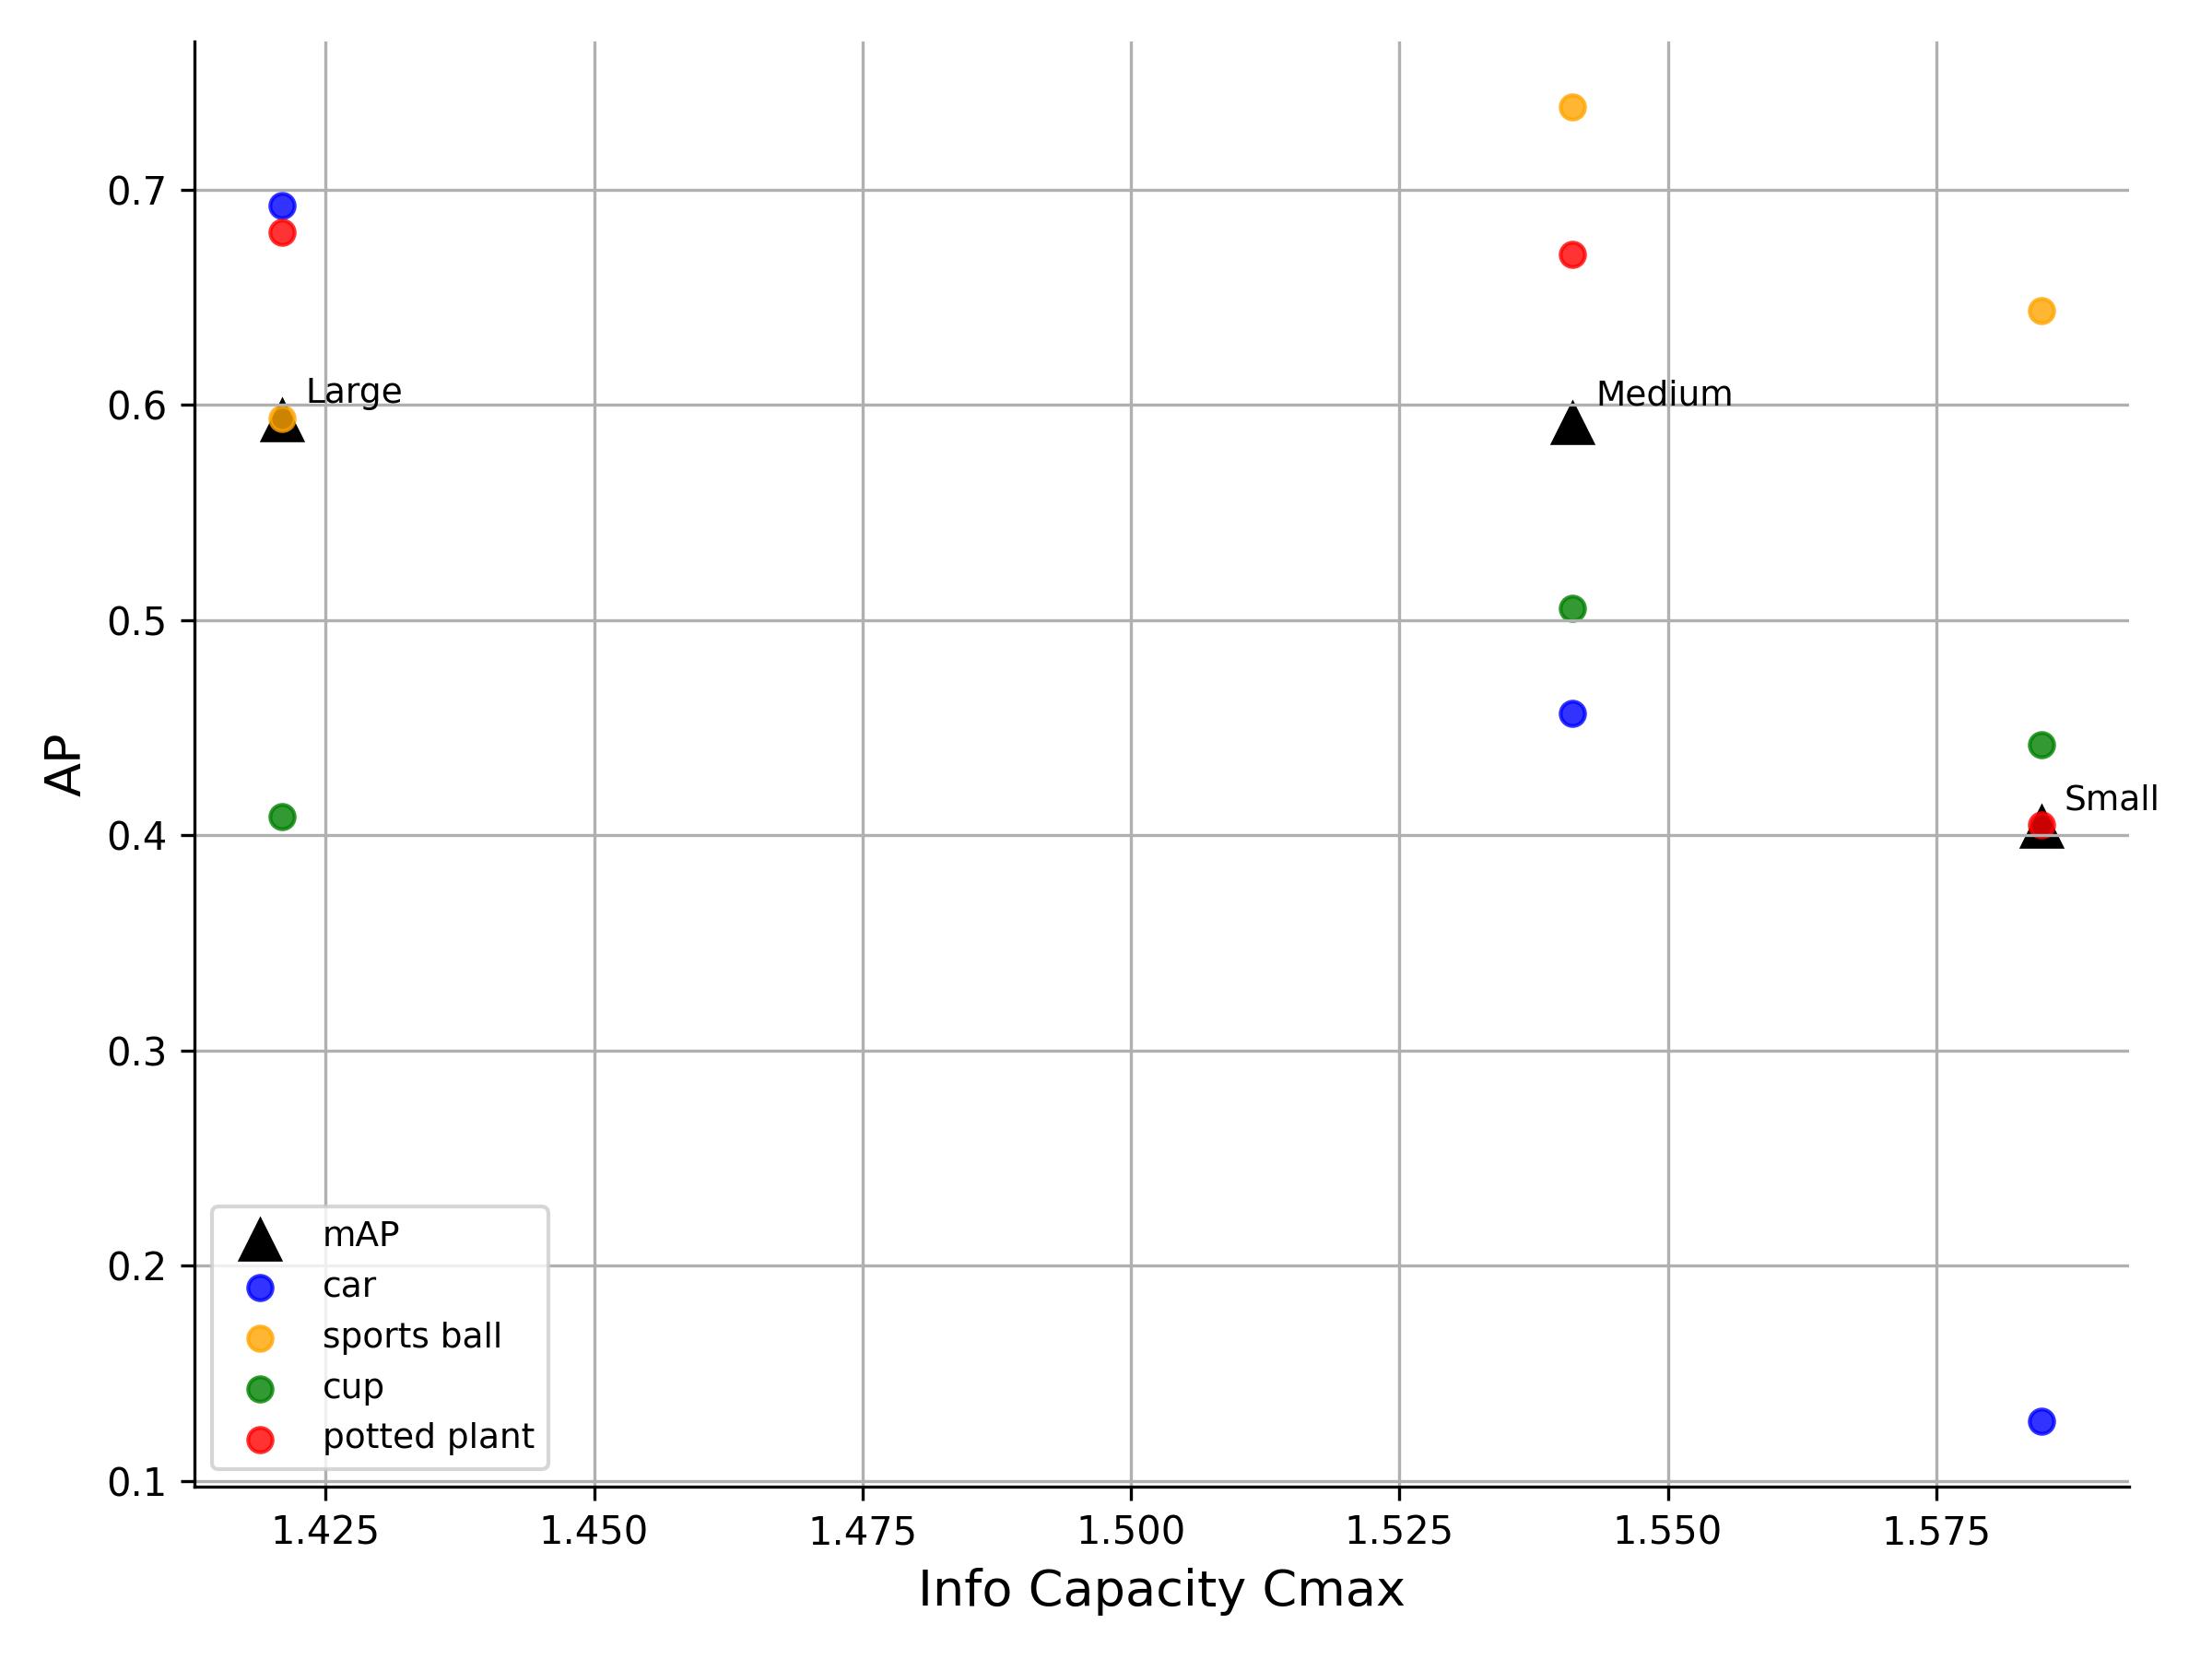 0.7
0.6
0.5
0.4
0.3
0.2
0.1
AP
Large
Medium
Small
mAP
car
sports ball
cup
potted plant
1.425 1.450 1.475 1.500 1.525 1.550 1.575
Info Capacity Cmax